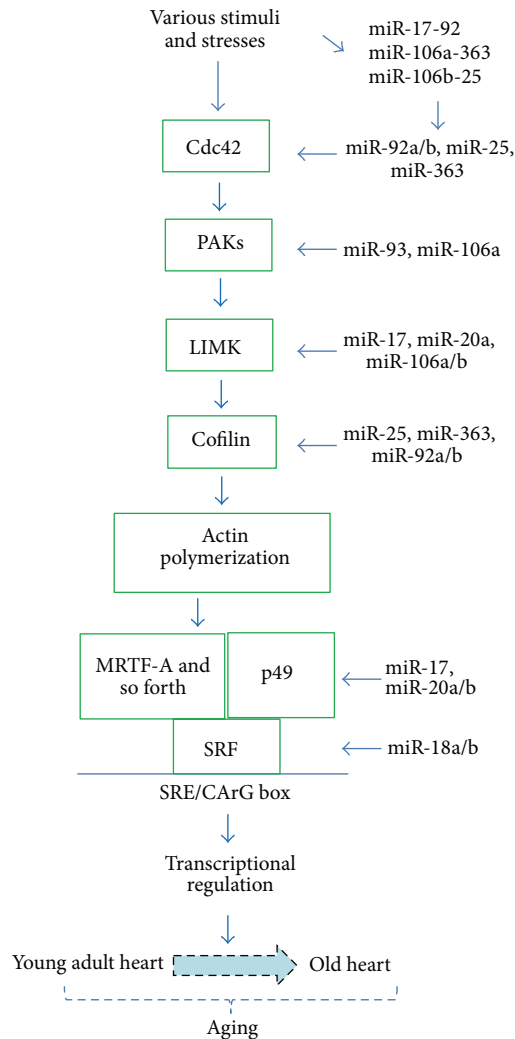 Various stimuli
and stresses
miR-17-92
miR-106a-363
miR-106b-25
Cdc42
miR-92a/b, miR-25,
miR-363
PAKs
miR-93, miR-106a
LIMK
miR-17, miR-20a,
miR-106a/b
Cofilin
miR-25, miR-363,
miR-92a/b
Actin
polymerization
MRTF-A and
so forth
p49
miR-17,
miR-20a/b
SRF
miR-18a/b
SRE/CArG box
Transcriptional
regulation
Young adult heart
Old heart
Aging